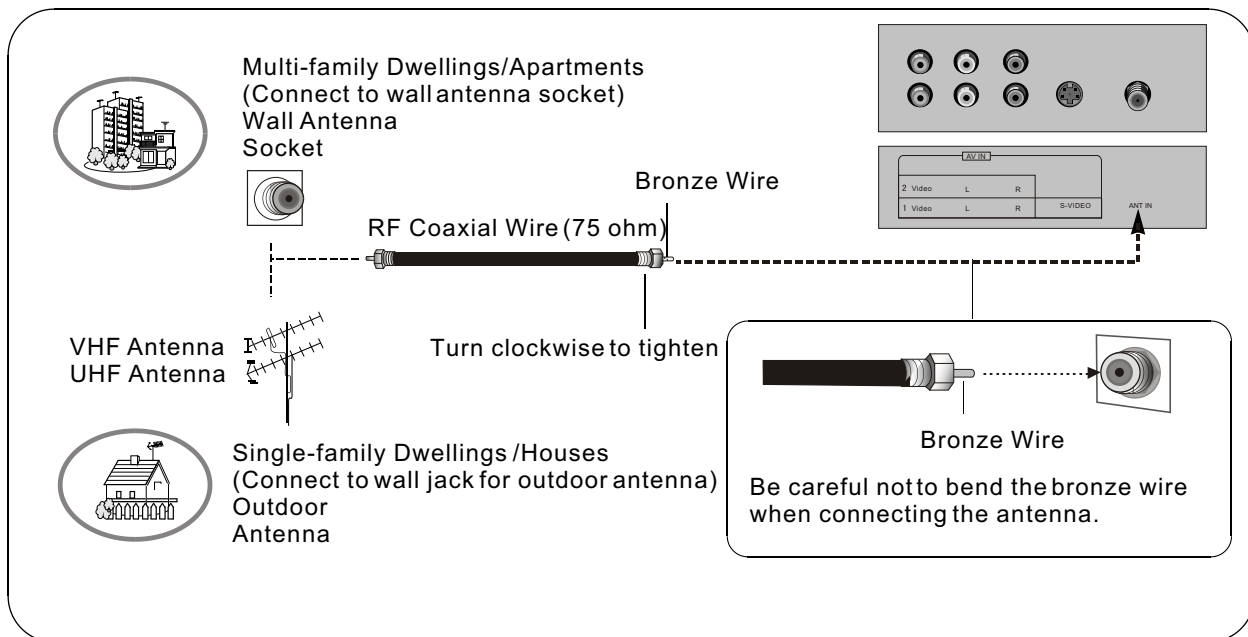 Multi-family Dwellings/Apartments
(Connect to wall antenna socket)
Wall Antenna
Socket
Bronze Wire
RF Coaxial Wire (75 ohm)
AV IN
2 Video L R
1 Video L R
S-VIDEO
ANT IN
VHF Antenna
UHF Antenna
Turn clockwise to tighten
Bronze Wire
Be careful not to bend the bronze wire
when connecting the antenna.
Single-family Dwellings /Houses
(Connect to wall jack for outdoor antenna)
Outdoor
Antenna